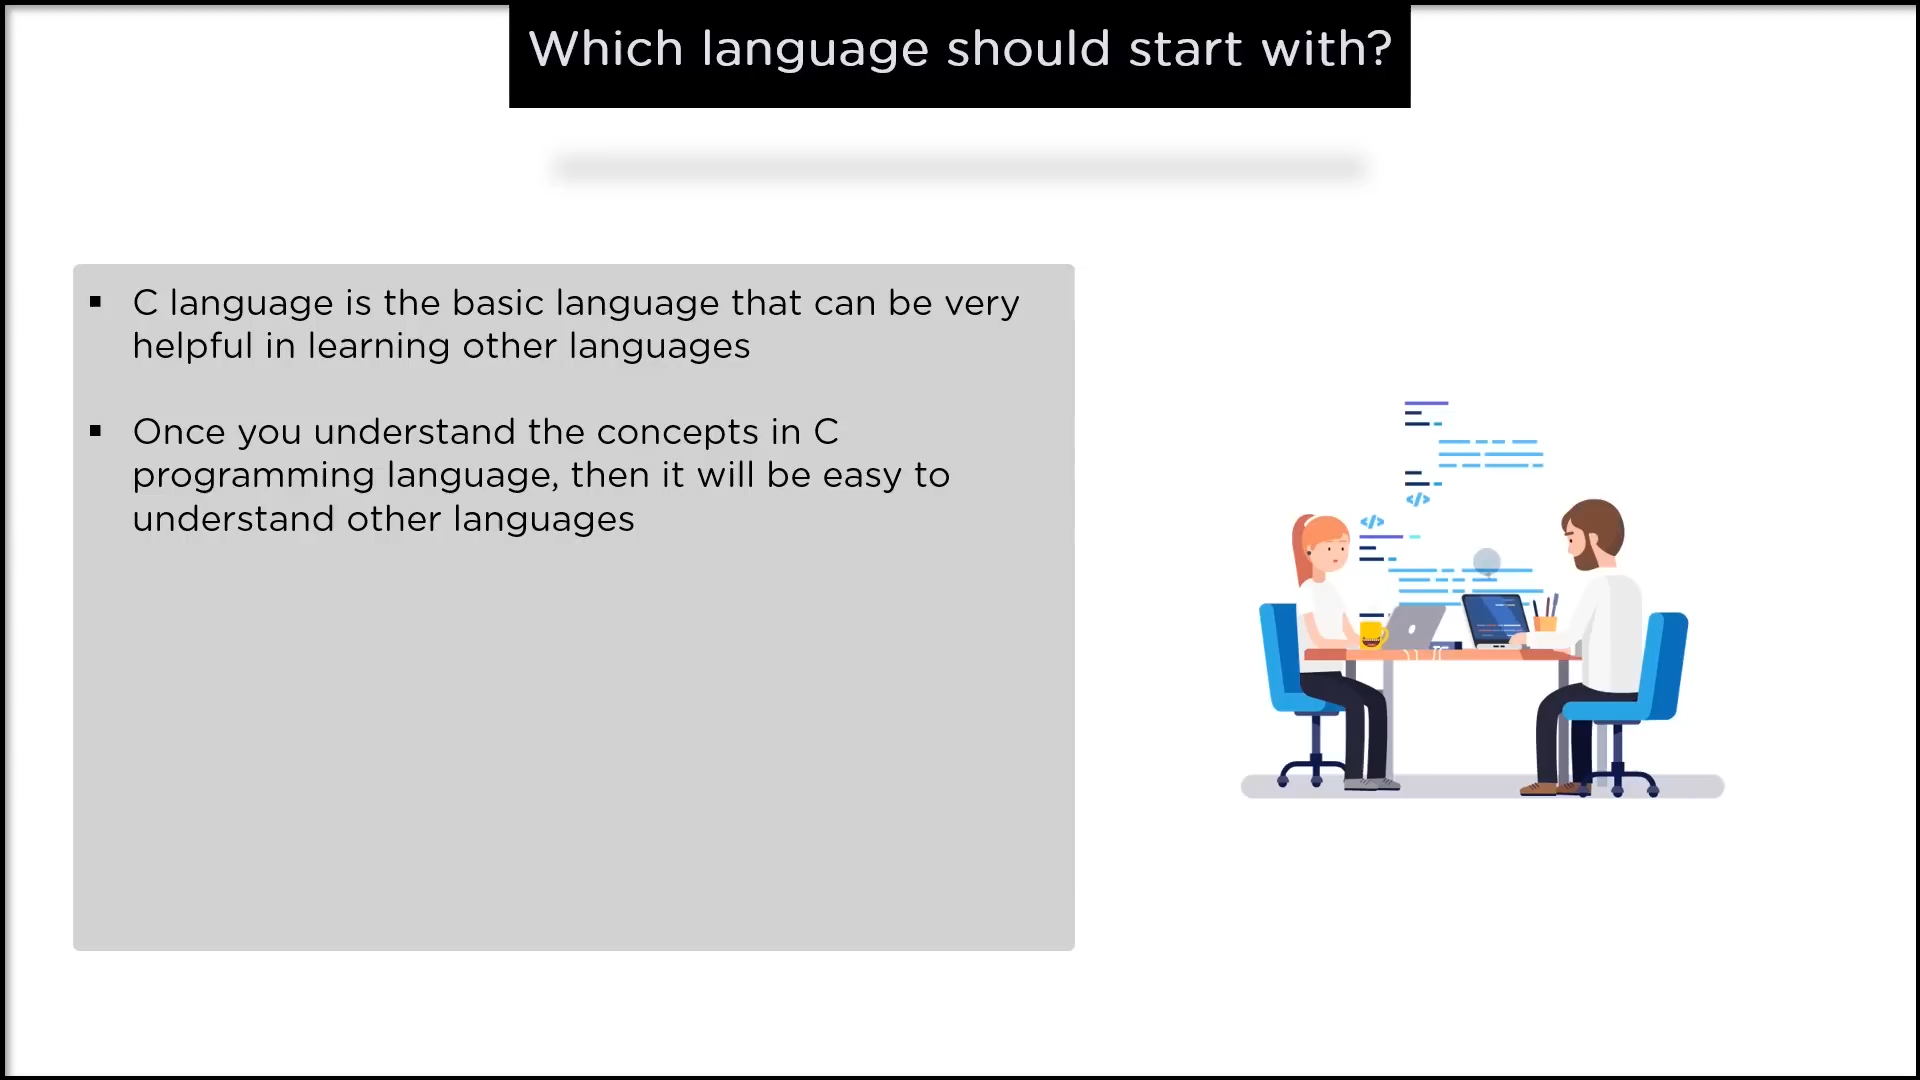 Which language should start with?
▪ C language is the basic language that can be very
helpful in learning other languages
▪ Once you understand the concepts in C
programming language, then it will be easy to
understand other languages
</>
</>